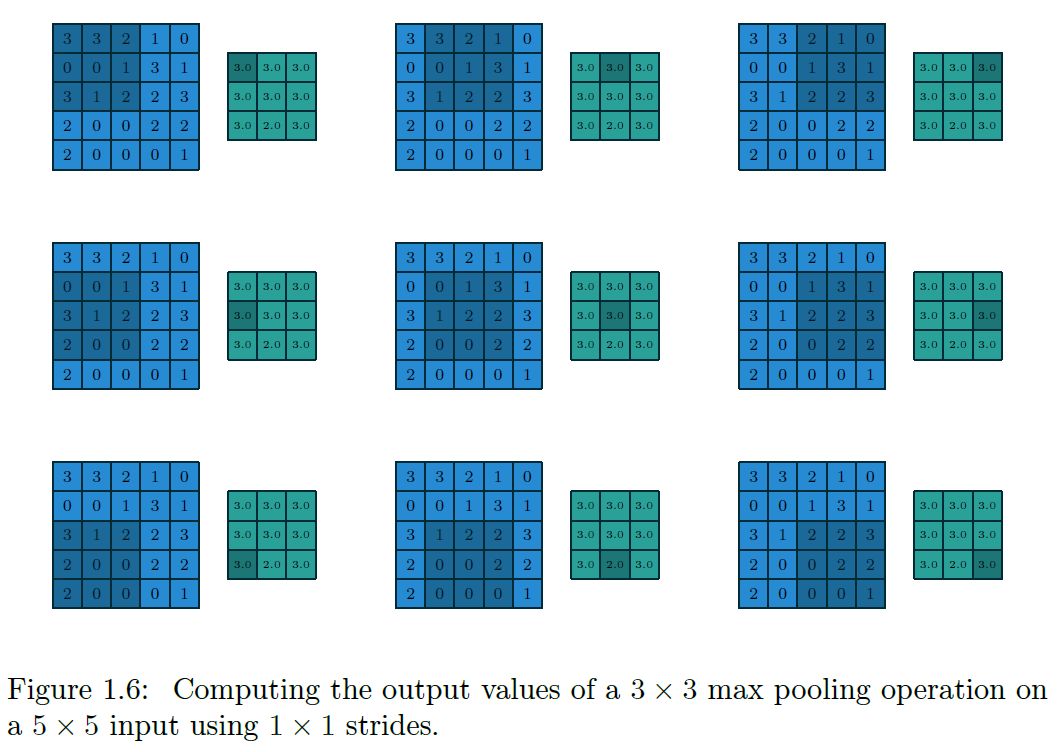 3 3 2 1 0 3 3 2 1 0 3 3 2 1 0
0 0 1 3 1 3.0 3.0 3.0 0 0 1 3 1 3.0 3.0 3.0 0 0 1 3 1 3.0 3.0 3.0
3 1 2 2 3 3.0 3.0 3.0 3 1 2 2 3 3.0 3.0 3.0 3 1 2 2 3 3.0 3.0 3.0
2 0 0 2 2 3.0 2.0 3.0 2 0 0 2 2 3.0 2.0 3.0 2 0 0 2 2 3.0 2.0 3.0
2 0 0 0 1 2 0 0 0 1 2 0 0 0 1
3 3 2 1 0 3 3 2 1 0 3 3 2 1 0
0 0 1 3 1 3.0 3.0 3.0 0 0 1 3 1 3.0 3.0 3.0 0 0 1 3 1 3.0 3.0 3.0
3 1 2 2 3 3.0 3.0 3.0 3 1 2 2 3 3.0 3.0 3.0 3 1 2 2 3 3.0 3.0 3.0
2 0 0 2 2 3.0 2.0 3.0 2 0 0 2 2 3.0 2.0 3.0 2 0 0 2 2 3.0 2.0 3.0
2 0 0 0 1 2 0 0 0 1 2 0 0 0 1
3 3 2 1 0 3 3 2 1 0 3 3 2 1 0
0 0 1 3 1 3.0 3.0 3.0 0 0 1 3 1 3.0 3.0 3.0 0 0 1 3 1 3.0 3.0 3.0
3 1 2 2 3 3.0 3.0 3.0 3 1 2 2 3 3.0 3.0 3.0 3 1 2 2 3 3.0 3.0 3.0
2 0 0 2 2 3.0 2.0 3.0 2 0 0 2 2 3.0 2.0 3.0 2 0 0 2 2 3.0 2.0 3.0
2 0 0 0 1 2 0 0 0 1 2 0 0 0 1
Figure 1.6: Computing the output values of a 3 × 3 max pooling operation on
a 5 × 5 input using 1 × 1 strides.